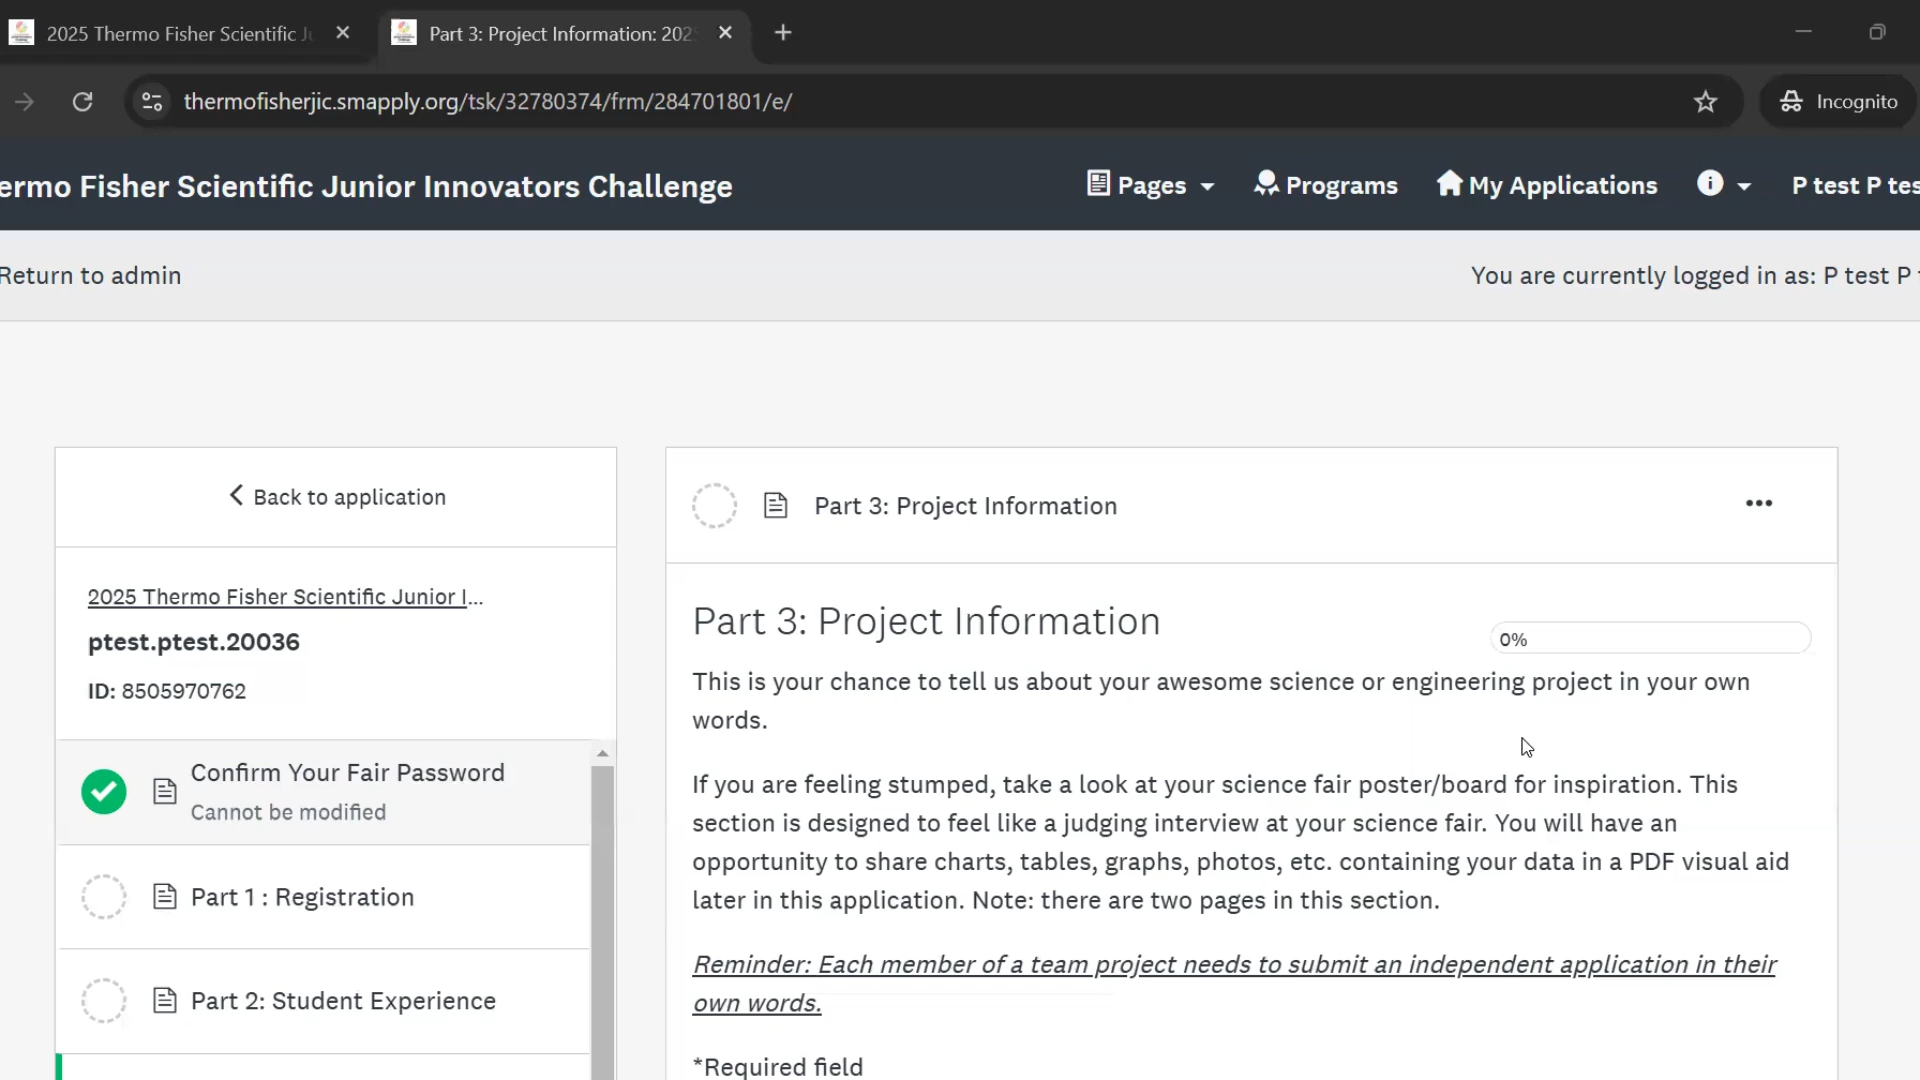 2025 Thermo Fisher Scientific J
Part 3: Project Information: 202
thermofisherjic.smapply.org/tsk/32780374/frm/284701801/e/
Incognito
ermo Fisher Scientific Junior Innovators Challenge
Pages
Programs
My Applications
P test P tes
Return to admin
You are currently logged in as: P test P
Back to application
2025 Thermo Fisher Scientific Junior I...
ptest.ptest.20036
ID: 8505970762
Confirm Your Fair Password
Cannot be modified
Part 1 : Registration
Part 2: Student Experience
Part 3: Project Information
Part 3: Project Information
0%
This is your chance to tell us about your awesome science or engineering project in your own
words.
If you are feeling stumped, take a look at your science fair poster/board for inspiration. This
section is designed to feel like a judging interview at your science fair. You will have an
opportunity to share charts, tables, graphs, photos, etc. containing your data in a PDF visual aid
later in this application. Note: there are two pages in this section.
Reminder: Each member of a team project needs to submit an independent application in their
own words.
*Required field